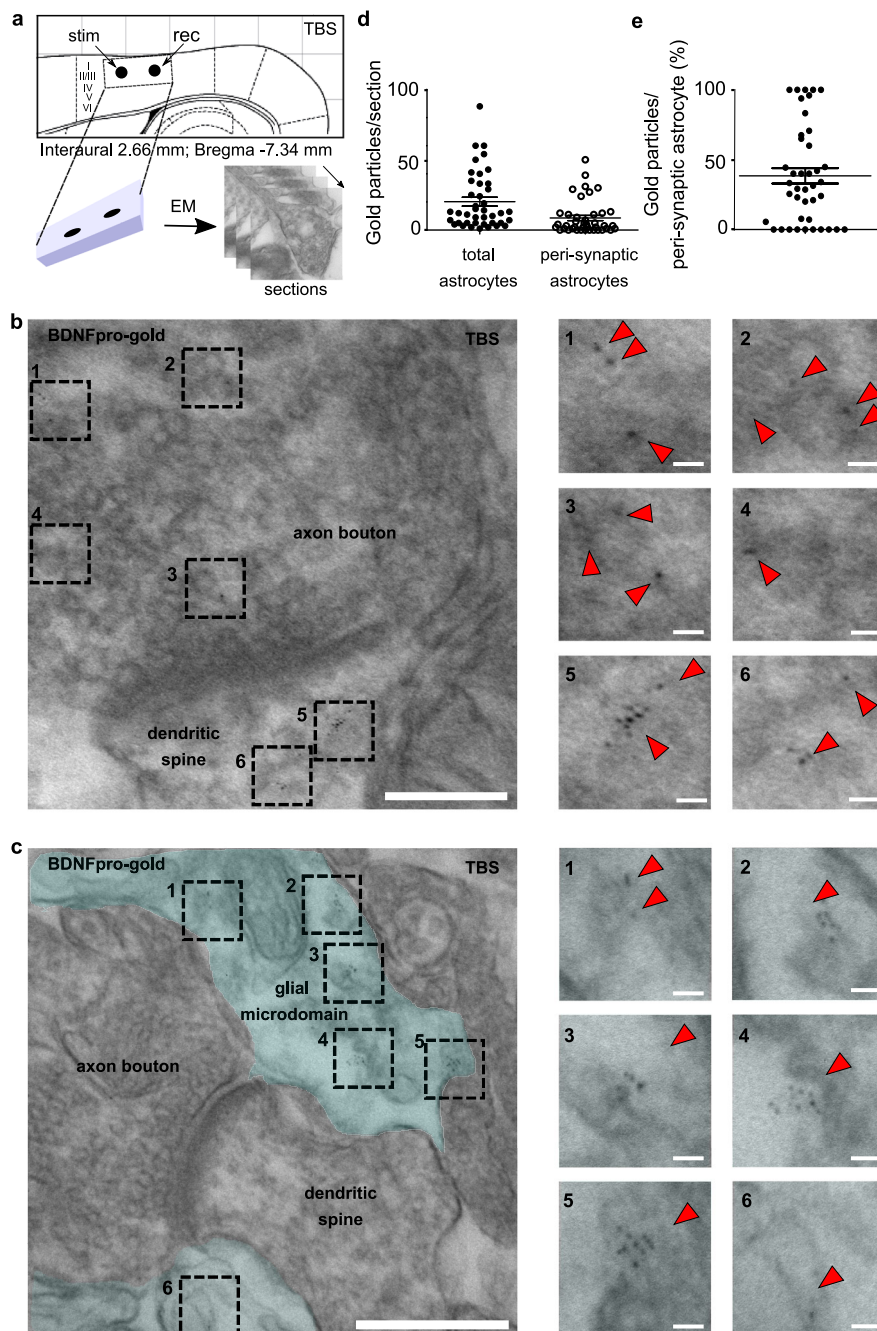 a
TBS
stim
rec
I
II/III
IV
V
VI
Interaural 2.66 mm; Bregma -7.34 mm
EM
sections
d
Gold particles/section
100
50
0
total
astrocytes
peri-synaptic
astrocytes
e
Gold particles/
peri-synaptic astrocyte (%)
100
50
0
b
BDNFpro-gold
TBS
1
2
3
4
5
6
axon bouton
dendritic
spine
1
2
3
4
5
6
c
BDNFpro-gold
TBS
1
2
3
4
5
6
glial
microdomain
axon bouton
dendritic
spine
1
2
3
4
5
6